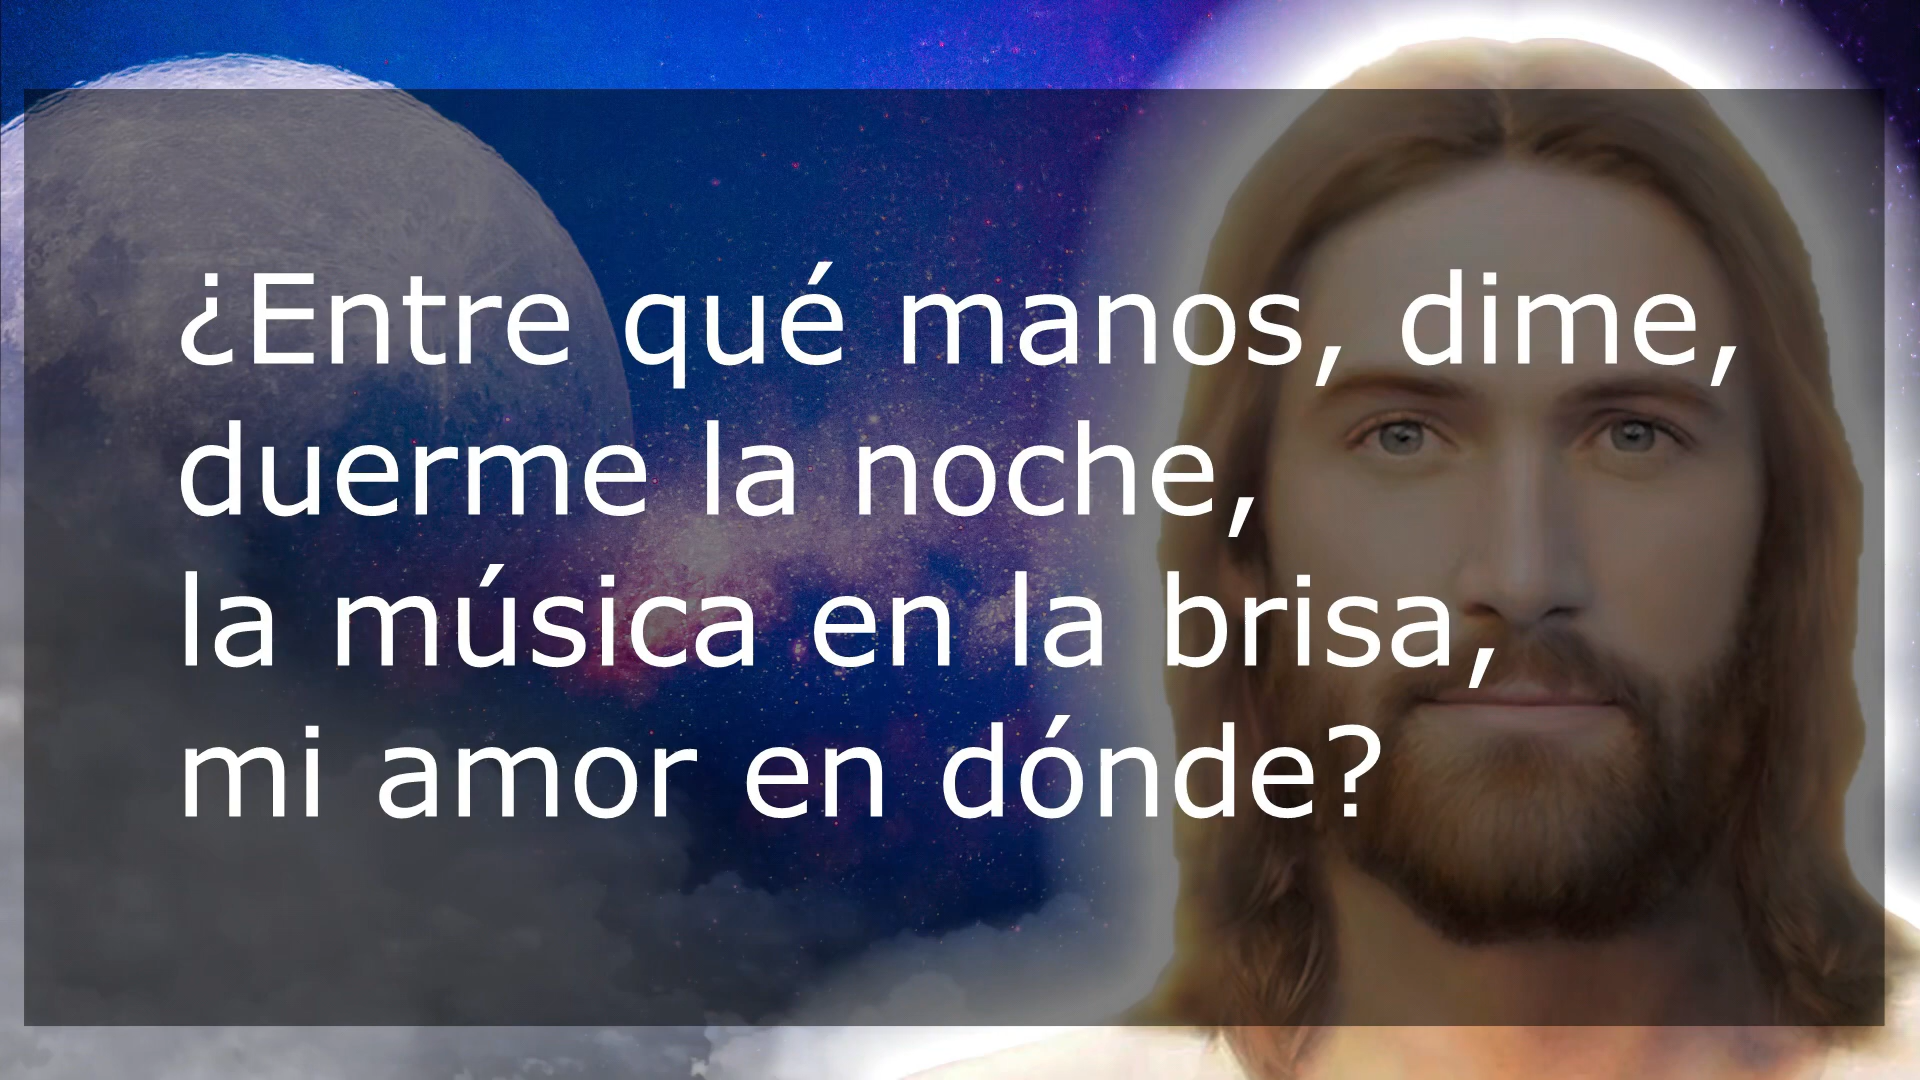 ¿Entre qué manos, dime,
duerme la noche,
la música en la brisa,
mi amor en dónde?